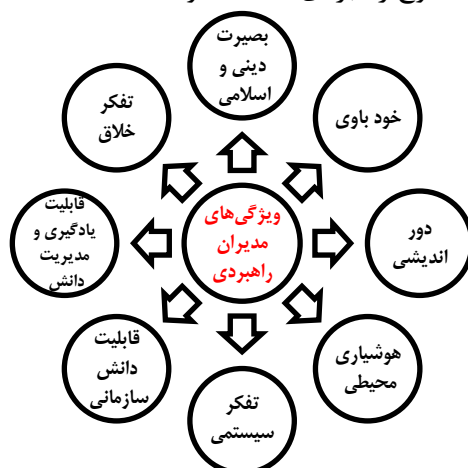 بصیرت
دینی و
اسلامی
خود باوی
دور
اندیشی
هوشیاری
محیطی
تفکر
سیستمی
قابلیت
دانش
سازمانی
قابلیت
یادگیری و
مدیریت
دانش
تفکر
خلاق
ویژگی‌های
مدیران
راهبردی